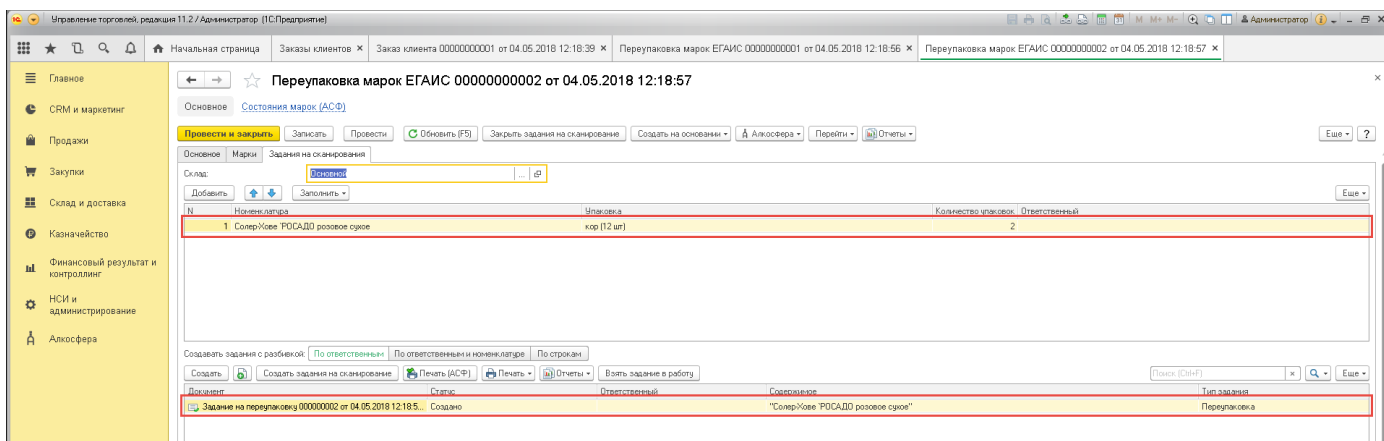 Управление торговлей, редакция 11.2 / Администратор (1С:Предприятие)
M M+ M- Администратор
Начальная страница Заказы клиентов × Заказ клиента 00000000001 от 04.05.2018 12:18:39 × Переупаковка марок ЕГАИС 00000000001 от 04.05.2018 12:18:56 × Переупаковка марок ЕГАИС 00000000002 от 04.05.2018 12:18:57 ×
Главное
CRM и маркетинг
Продажи
Закупки
Склад и доставка
Казначейство
Финансовый результат и
контроллинг
НСИ и
администрирование
Алкосфера
Переупаковка марок ЕГАИС 00000000002 от 04.05.2018 12:18:57
Основное Состояния марок (АСФ)
Провести и закрыть Записать Провести Обновить (F5) Закрыть задания на сканирование Создать на основании Алкосфера Перейти Отчеты Еще ?
Основное Марки Задания на сканирования
Склад: Основной ...
Добавить Заполнить Еще
N Номенклатура Упаковка Количество упаковок Ответственный
1 Солер-Хове 'РОСАДО розовое сухое кор (12 шт) 2
Создавать задания с разбивкой: По ответственным По ответственным и номенклатуре По строкам
Создать Создать задания на сканирование Печать (АСФ) Печать Отчеты Взять задание в работу Поиск (Ctrl+F) × Еще
Документ Статус Ответственный Содержимое Тип задания
Задание на переупаковку 000000002 от 04.05.2018 12:18:5... Создано "Солер-Хове 'РОСАДО розовое сухое" Переупаковка